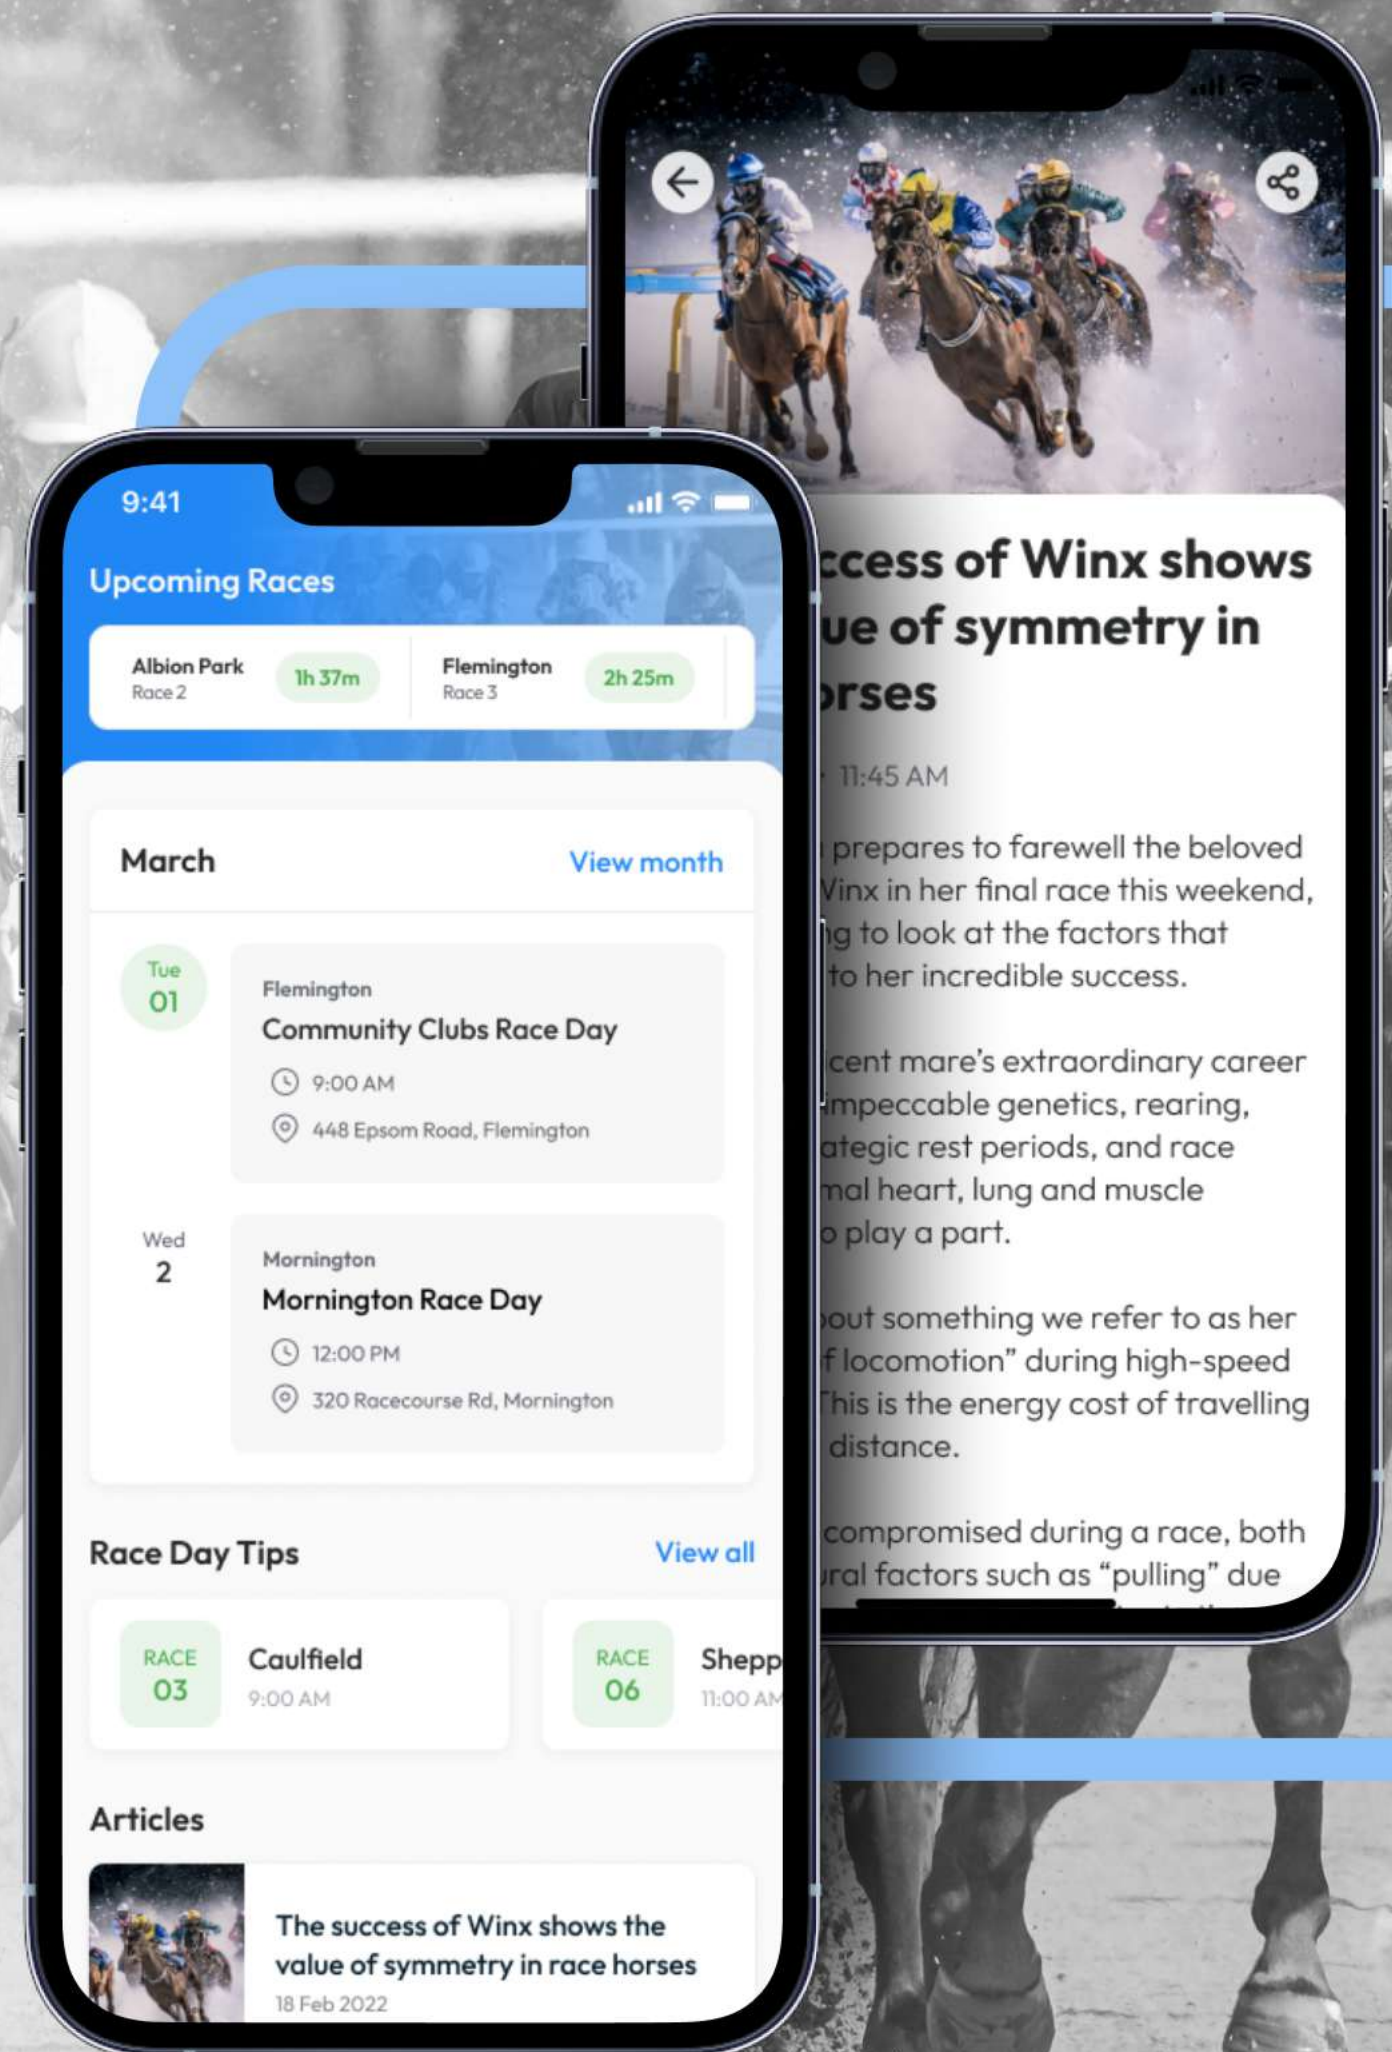 9:41
Upcoming Races
Albion Park
Race 2
1h 37m
Flemington
Race 3
2h 25m
March
View month
Tue
01
Flemington
Community Clubs Race Day
9:00 AM
448 Epsom Road, Flemington
Wed
2
Mornington
Mornington Race Day
12:00 PM
320 Racecourse Rd, Mornington
Race Day Tips
View all
RACE
03
Caulfield
9:00 AM
RACE
06
Shepp
11:00 AM
Articles
The success of Winx shows the
value of symmetry in race horses
18 Feb 2022
ccess of Winx shows
ue of symmetry in
orses
11:45 AM
prepares to farewell the beloved
Winx in her final race this weekend,
ng to look at the factors that
to her incredible success.
cent mare's extraordinary career
impeccable genetics, rearing,
ategic rest periods, and race
mal heart, lung and muscle
o play a part.
out something we refer to as her
f locomotion" during high-speed
This is the energy cost of travelling
distance.
compromised during a race, both
ural factors such as "pulling" due